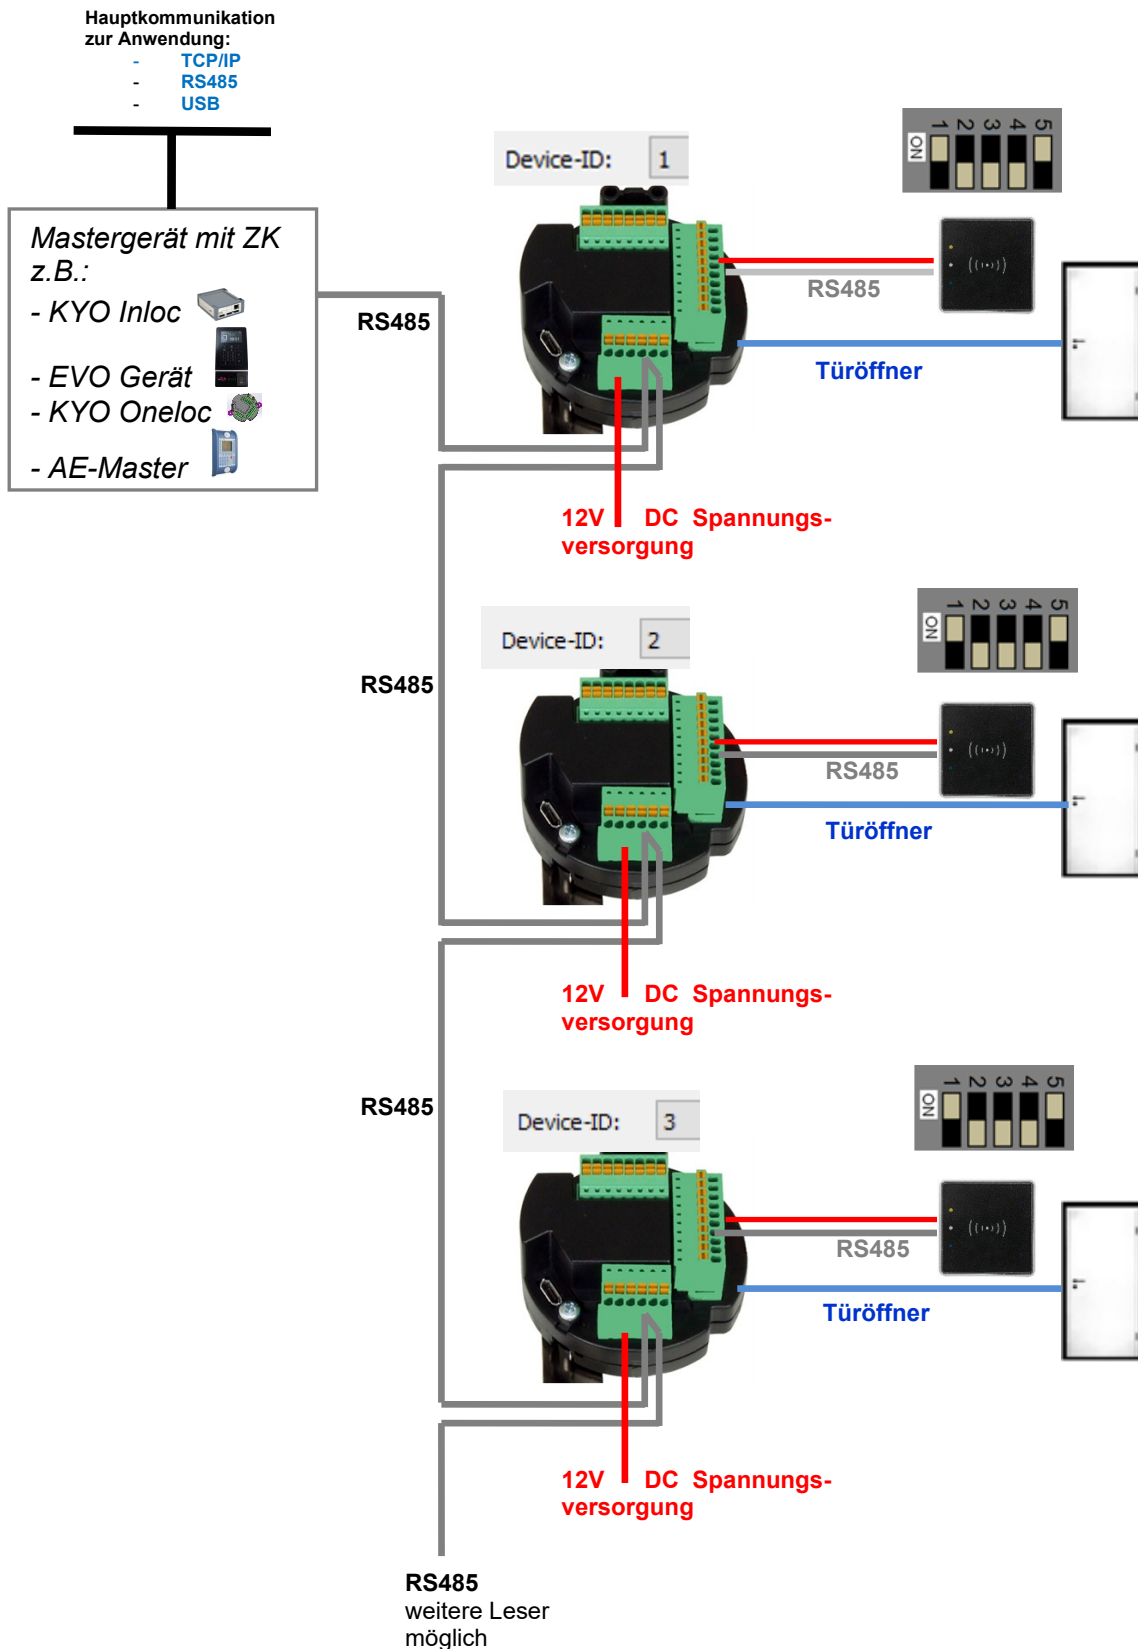 Hauptkommunikation
zur Anwendung:
- TCP/IP
- RS485
- USB
Mastergerät mit ZK
z.B.:
- KYO Inloc
- EVO Gerät
- KYO Oneloc
- AE-Master
RS485
Device-ID: 1
ON
1 2 3 4 5
RS485
Türöffner
12V DC Spannungs-
versorgung
RS485
Device-ID: 2
ON
1 2 3 4 5
RS485
Türöffner
12V DC Spannungs-
versorgung
RS485
Device-ID: 3
ON
1 2 3 4 5
RS485
Türöffner
12V DC Spannungs-
versorgung
RS485
weitere Leser
möglich